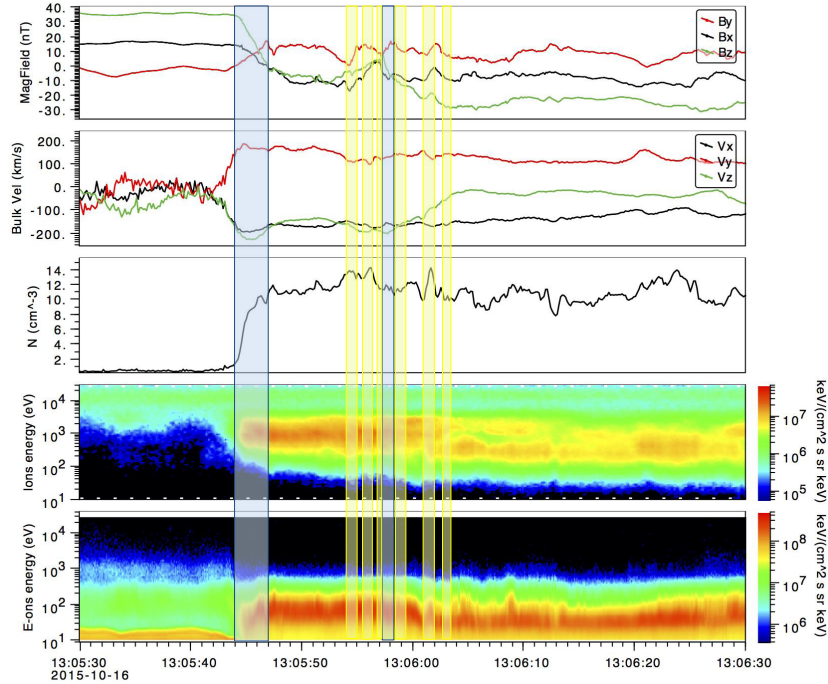 40.
30.
20.
10.
0.
-10.
-20.
-30.
MagField (nT)
By
Bx
Bz
200.
100.
0.
-100.
-200.
Bulk Vel (km/s)
Vx
Vy
Vz
14.
12.
10.
8.
6.
4.
2.
N (cm^-3)
10^4
10^3
10^2
10^1
Ions energy (eV)
10^7
10^6
10^5
keV/(cm^2 s sr keV)
10^4
10^3
10^2
10^1
E-ons energy (eV)
10^8
10^7
10^6
keV/(cm^2 s sr keV)
13:05:30 13:05:40 13:05:50 13:06:00 13:06:10 13:06:20 13:06:30
2015-10-16